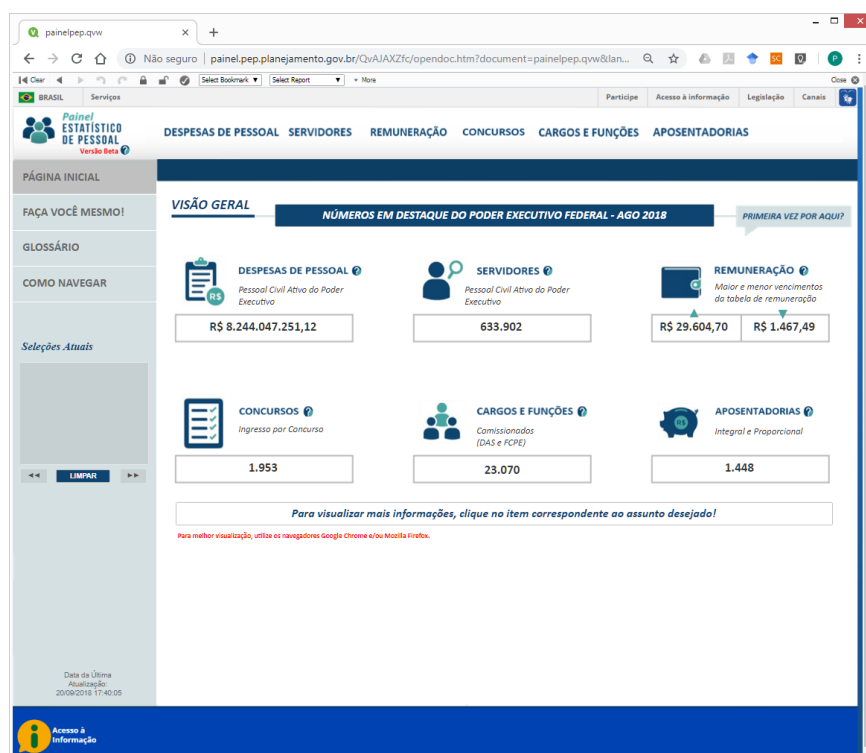 painelpep.qvw
Não seguro | painel.pep.planejamento.gov.br/QvAJAXZfc/opendoc.htm?document=painelpep.qvw&lan...
Clear Select Bookmark Select Report More Close
BRASIL Serviços Participe Acesso à informação Legislação Canais
Painel
ESTATÍSTICO
DE PESSOAL
Versão Beta
DESPESAS DE PESSOAL SERVIDORES REMUNERAÇÃO CONCURSOS CARGOS E FUNÇÕES APOSENTADORIAS
PÁGINA INICIAL
FAÇA VOCÊ MESMO!
GLOSSÁRIO
COMO NAVEGAR
Seleções Atuais
LIMPAR
Data da Última
Atualização:
20/09/2018 17:40:05
VISÃO GERAL
NÚMEROS EM DESTAQUE DO PODER EXECUTIVO FEDERAL - AGO 2018
PRIMEIRA VEZ POR AQUI?
DESPESAS DE PESSOAL
Pessoal Civil Ativo do Poder
Executivo
R$
R$ 8.244.047.251,12
SERVIDORES
Pessoal Civil Ativo do Poder
Executivo
633.902
REMUNERAÇÃO
Maior e menor vencimentos
da tabela de remuneração
R$ 29.604,70 R$ 1.467,49
CONCURSOS
Ingresso por Concurso
1.953
CARGOS E FUNÇÕES
Comissionados
(DAS e FCPE)
23.070
APOSENTADORIAS
Integral e Proporcional
R$
1.448
Para visualizar mais informações, clique no item correspondente ao assunto desejado!
Para melhor visualização, utilize os navegadores Google Chrome e/ou Mozilla Firefox.
Acesso à
Informação